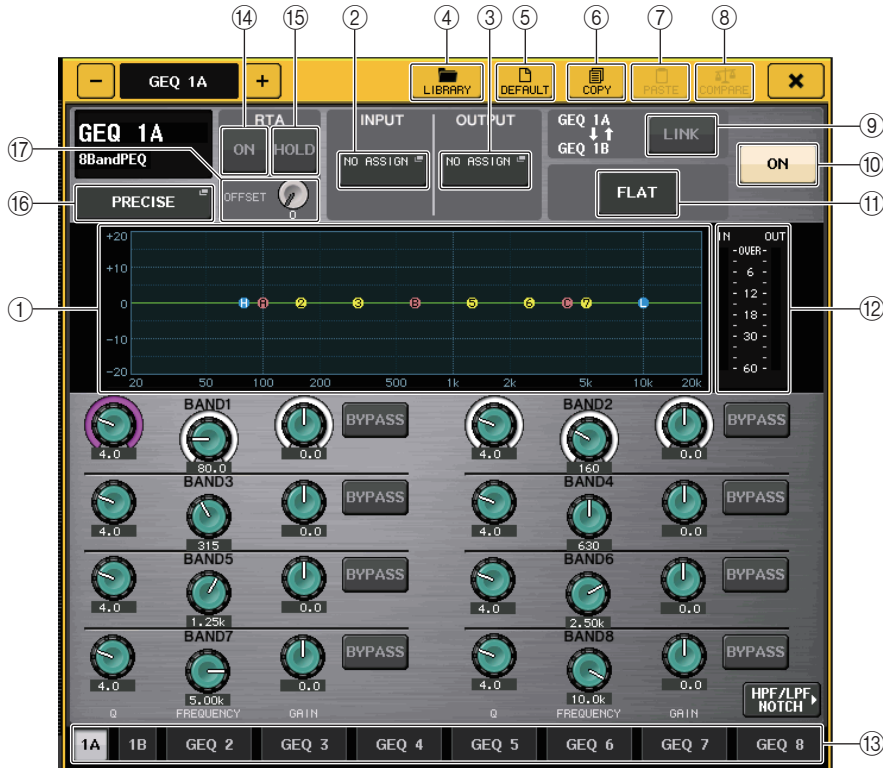 ⑭ ⑮ ② ④ ⑤ ⑥ ⑦ ⑧
− GEQ 1A + LIBRARY DEFAULT COPY PASTE COMPARE ×
GEQ 1A
8BandPEQ
RTA
ON HOLD
INPUT
NO ASSIGN
OUTPUT
③
NO ASSIGN
GEQ 1A
GEQ 1B
LINK
⑨
ON
⑩
⑰
OFFSET
0
⑯
PRECISE
FLAT
⑪
①
+20
+10
0
−10
−20
H A 2 3 B 5 6 C 7 L
20 50 100 200 500 1k 2k 5k 10k 20k
IN OUT
OVER
6
12
18
30
60
⑫
BAND1
4.0 80.0 0.0 BYPASS
BAND2
4.0 160 0.0 BYPASS
BAND3
4.0 315 0.0 BYPASS
BAND4
4.0 630 0.0 BYPASS
BAND5
4.0 1.25k 0.0 BYPASS
BAND6
4.0 2.50k 0.0 BYPASS
BAND7
4.0 5.00k 0.0 BYPASS
BAND8
4.0 10.0k 0.0 BYPASS
Q FREQUENCY GAIN
Q FREQUENCY GAIN
HPF/LPF
NOTCH
1A 1B GEQ 2 GEQ 3 GEQ 4 GEQ 5 GEQ 6 GEQ 7 GEQ 8
⑬